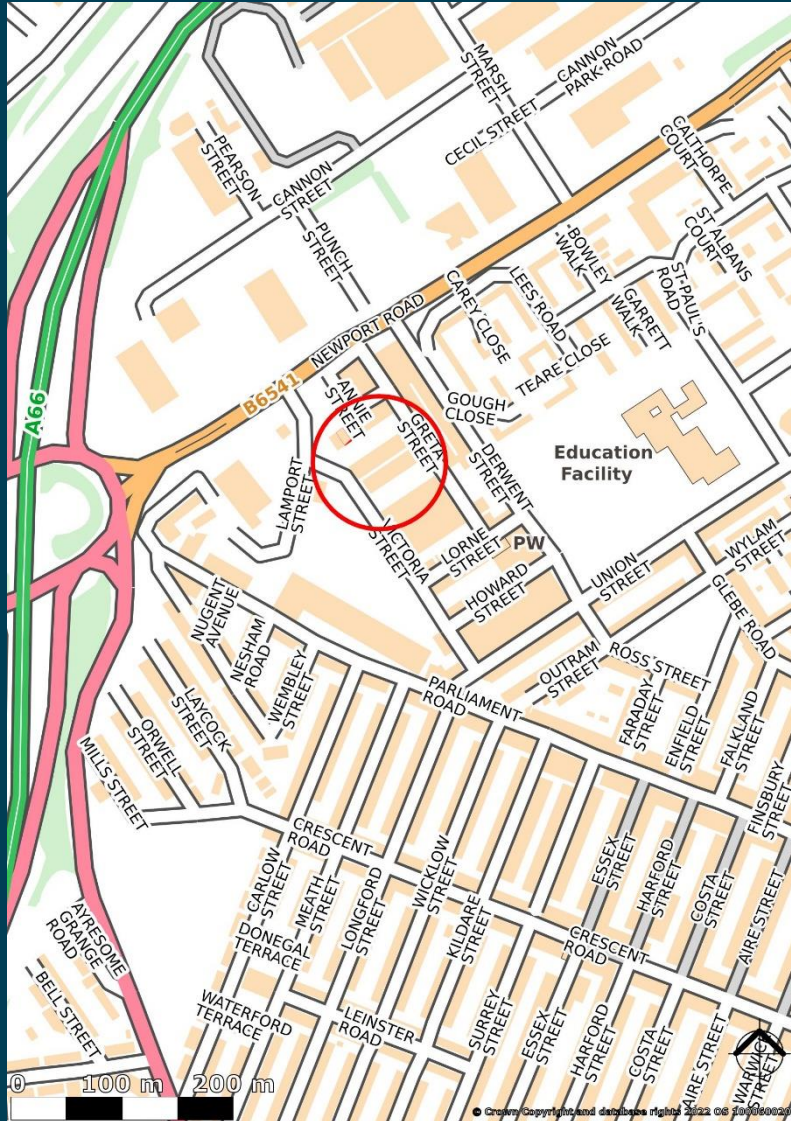 MARSH
STREET
CANNON
PARK ROAD
CECIL STREET
PEARSON
STREET
CANNON
STREET
CALTHORPE
COURT
PUNCH
STREET
ST ALBANS
COURT
BOWLEY
WALK
ST PAUL'S
ROAD
LEES ROAD
CAREY CLOSE
GARRETT
WALK
NEWPORT ROAD
B6541
TEARE CLOSE
A66
ANNIE
STREET
GOUGH
CLOSE
GRETA
STREET
DERWENT
STREET
Education
Facility
LAMPORT
STREET
VICTORIA
STREET
LORNE
STREET
PW
HOWARD
STREET
UNION
STREET
WYLAM
STREET
GLEBE ROAD
NUGENT
AVENUE
NESHAM
ROAD
WEMBLEY
STREET
OUTRAM
STREET
ROSS STREET
PARLIAMENT
ROAD
FARADAY
STREET
ENFIELD
STREET
FALKLAND
STREET
LAYCOCK
STREET
ORWELL
STREET
MILLS STREET
FINSBURY
STREET
CRESCENT
ROAD
CARLOW
STREET
MEATH
STREET
LONGFORD
STREET
WICKLOW
STREET
KILDARE
STREET
ESSEX
STREET
HARFORD
STREET
COSTA
STREET
AIRE STREET
CRESCENT
ROAD
DONEGAL
TERRACE
AYRESOME
GRANGE
ROAD
BELL STREET
WATERFORD
TERRACE
LEINSTER
ROAD
SURREY
STREET
ESSEX
STREET
HARFORD
STREET
COSTA
STREET
AIRE STREET
WARWICK
STREET
0 100 m 200 m
© Crown Copyright and database rights 2022 OS 100060020